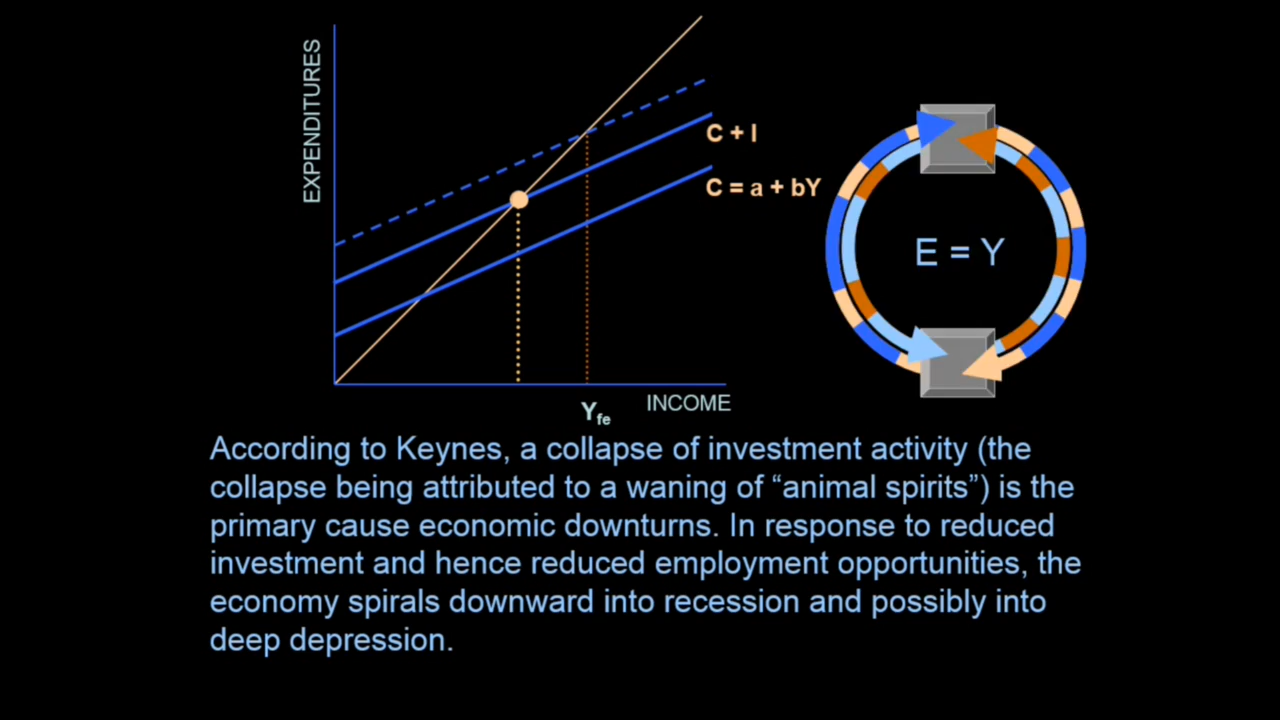 EXPENDITURES
C + I
C = a + bY
E = Y
Yfe
INCOME
According to Keynes, a collapse of investment activity (the
collapse being attributed to a waning of “animal spirits”) is the
primary cause economic downturns. In response to reduced
investment and hence reduced employment opportunities, the
economy spirals downward into recession and possibly into
deep depression.